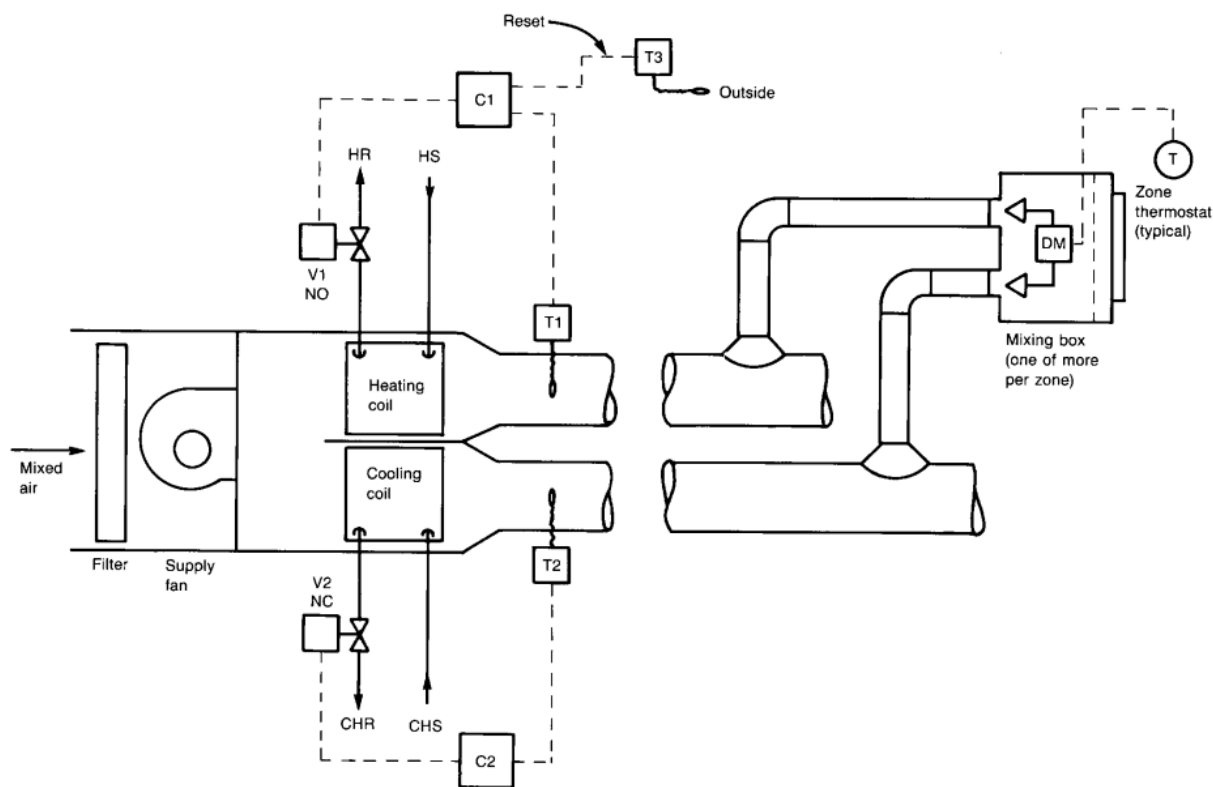 Reset
T3
C1
Outside
HR
HS
T
Zone
thermostat
(typical)
DM
V1
NO
T1
Mixing box
(one of more
per zone)
Heating
coil
Mixed
air
Cooling
coil
Filter
Supply
fan
T2
V2
NC
CHR
CHS
C2